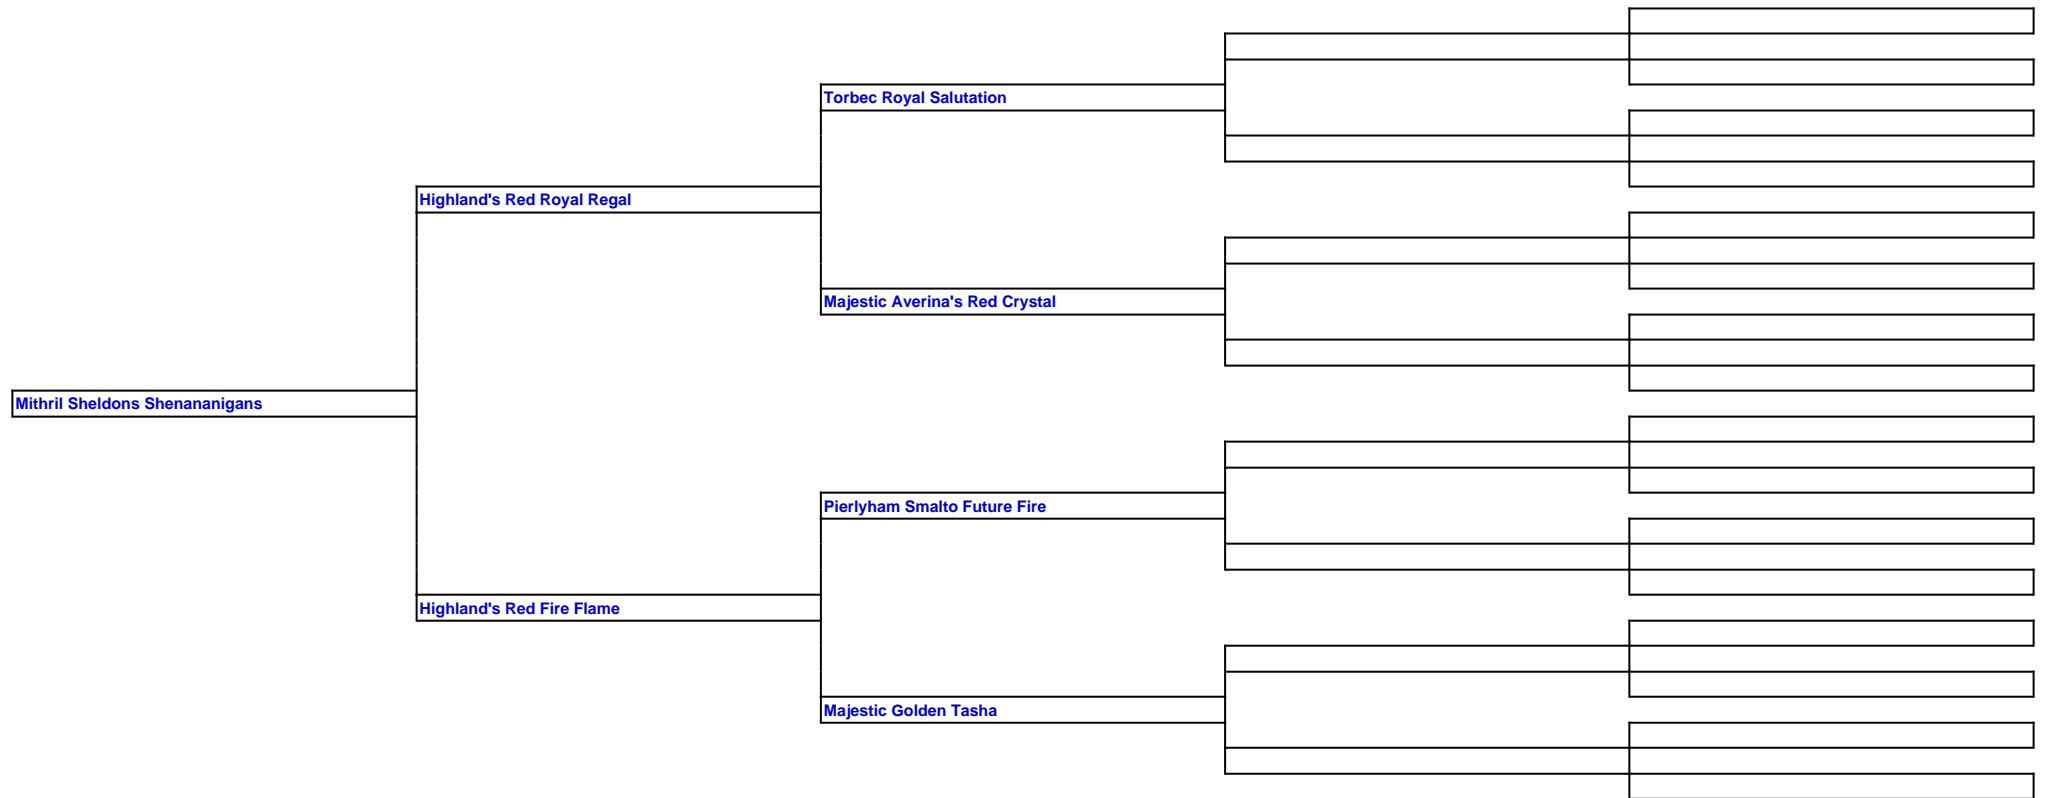 Torbec Royal Salutation
Highland's Red Royal Regal
Majestic Averina's Red Crystal
Mithril Sheldons Shenananigans
Pierlyham Smalto Future Fire
Highland's Red Fire Flame
Majestic Golden Tasha